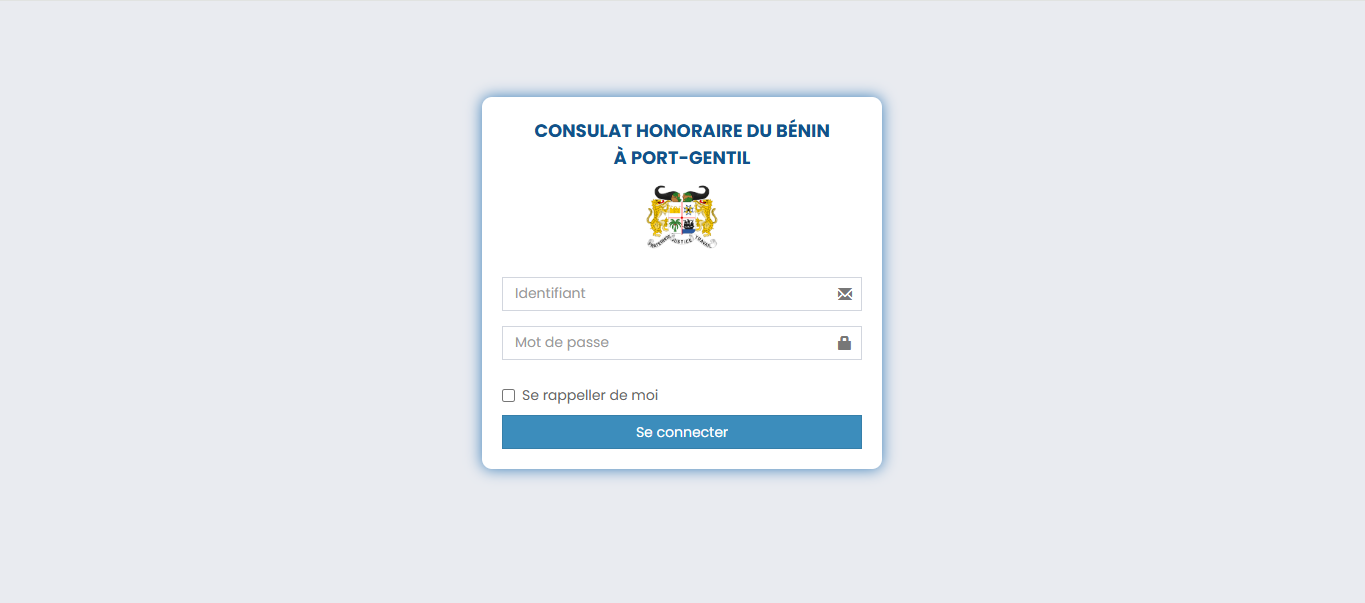 CONSULAT HONORAIRE DU BÉNIN
À PORT-GENTIL
FRATERNITÉ JUSTICE TRAVAIL
Identifiant
Mot de passe
Se rappeller de moi
Se connecter